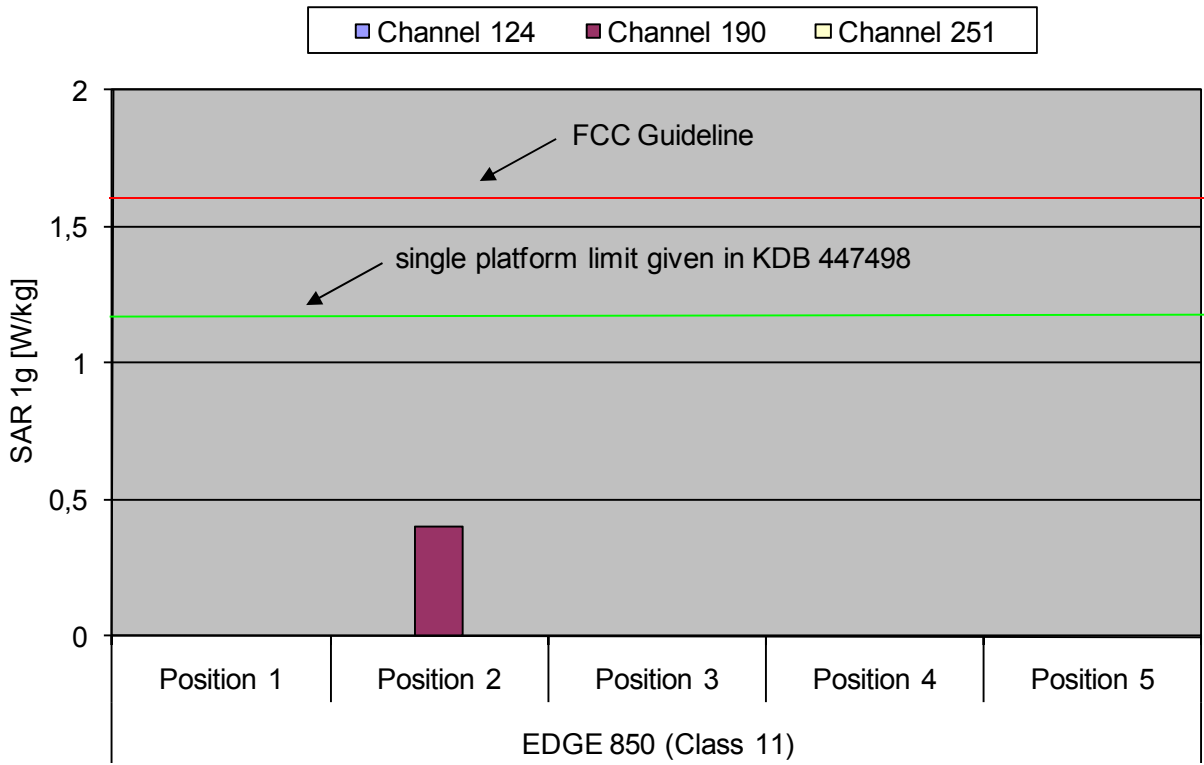 Channel 124 Channel 190 Channel 251
2
FCC Guideline
1,5
single platform limit given in KDB 447498
SAR 1g [W/kg]
1
0,5
0
Position 1 Position 2 Position 3 Position 4 Position 5
EDGE 850 (Class 11)